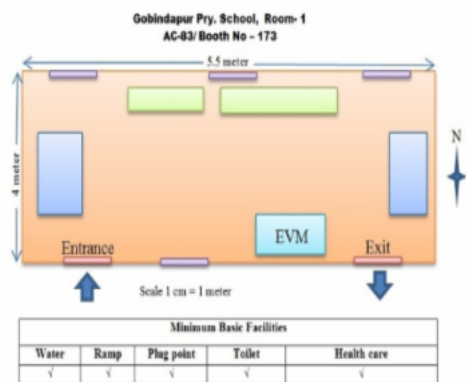 Gobindapur Pry. School, Room- 1
AC-83/ Booth No - 173
5.5 meter
4 meter
N
EVM
Entrance
Exit
Scale 1 cm = 1 meter
Minimum Basic Facilities
Water Ramp Plug point Toilet Health care
√ √ √ √ √